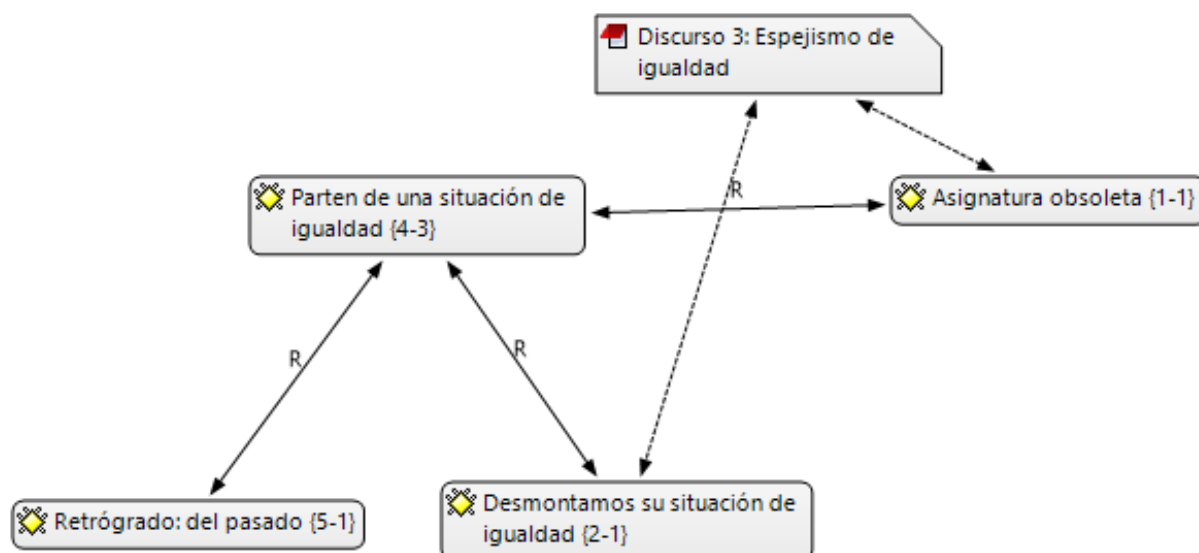 Discurso 3: Espejismo de
igualdad
Parten de una situación de
igualdad {4-3}
R
Asignatura obsoleta {1-1}
R
R
Retrógrado: del pasado {5-1}
Desmontamos su situación de
igualdad {2-1}